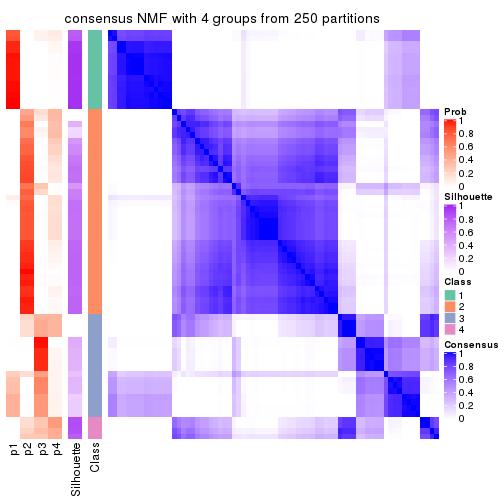 consensus NMF with 4 groups from 250 partitions
Prob
1
0.8
0.6
0.4
0.2
0
Silhouette
1
0.8
0.6
0.4
0.2
0
Class
1
2
3
4
Consensus
1
0.8
0.6
0.4
0.2
0
p1
p2
p3
p4
Silhouette
Class